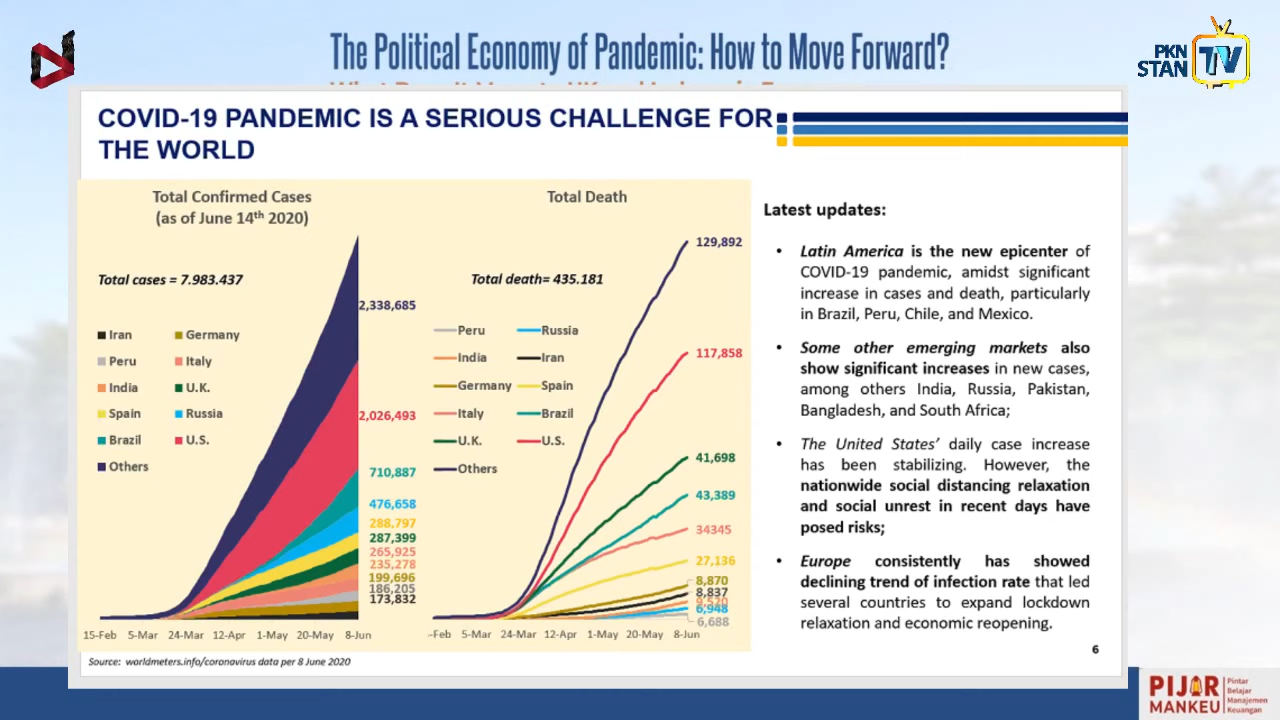 The Political Economy of Pandemic: How to Move Forward?
PKN
STAN TV
COVID-19 PANDEMIC IS A SERIOUS CHALLENGE FOR
THE WORLD
Total Confirmed Cases
(as of June 14th 2020)
Total cases = 7.983.437
Iran
Germany
Peru
Italy
India
U.K.
Spain
Russia
Brazil
U.S.
Others
2,338,685
2,026,493
710,887
476,658
288,797
287,399
265,925
235,278
199,696
186,205
173,832
15-Feb 5-Mar 24-Mar 12-Apr 1-May 20-May 8-Jun
Total Death
Total death= 435.181
Peru
Russia
India
Iran
Germany
Spain
Italy
Brazil
U.K.
U.S.
Others
129,892
117,858
41,698
43,389
34345
27,136
8,870
8,837
9,520
6,948
6,688
-Feb 5-Mar 24-Mar 12-Apr 1-May 20-May 8-Jun
Source: worldmeters.info/coronavirus data per 8 June 2020
Latest updates:
• Latin America is the new epicenter of
COVID-19 pandemic, amidst significant
increase in cases and death, particularly
in Brazil, Peru, Chile, and Mexico.
• Some other emerging markets also
show significant increases in new cases,
among others India, Russia, Pakistan,
Bangladesh, and South Africa;
• The United States' daily case increase
has been stabilizing. However, the
nationwide social distancing relaxation
and social unrest in recent days have
posed risks;
• Europe consistently has showed
declining trend of infection rate that led
several countries to expand lockdown
relaxation and economic reopening.
6
PIJAR
MANKEU
Pintar
Belajar
Manajemen
Keuangan